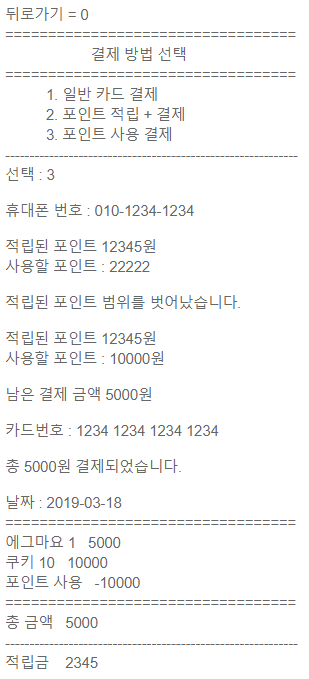 뒤로가기 = 0
==================================
결제 방법 선택
==================================
1. 일반 카드 결제
2. 포인트 적립 + 결제
3. 포인트 사용 결제
------------------------------------------------------------
선택 : 3
휴대폰 번호 : 010-1234-1234
적립된 포인트 12345원
사용할 포인트 : 22222
적립된 포인트 범위를 벗어났습니다.
적립된 포인트 12345원
사용할 포인트 : 10000원
남은 결제 금액 5000원
카드번호 : 1234 1234 1234 1234
총 5000원 결제되었습니다.
날짜 : 2019-03-18
==================================
에그마요 1 5000
쿠키 10 10000
포인트 사용 -10000
==================================
총 금액 5000
------------------------------------------------------------
적립금 2345